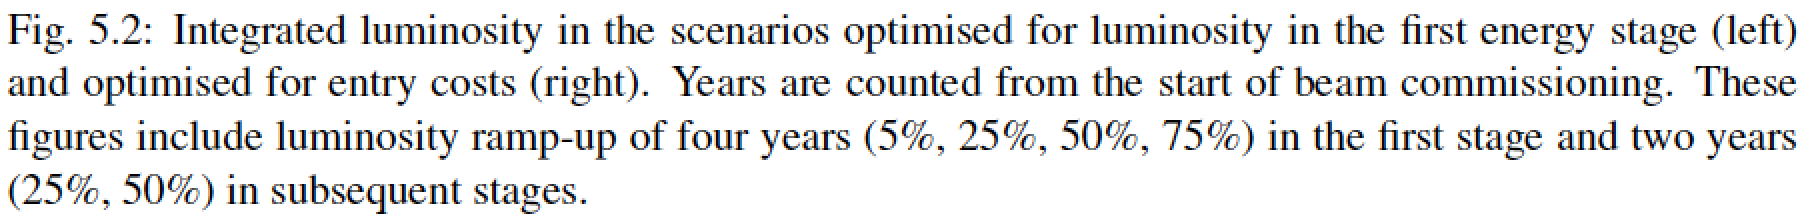 Fig. 5.2: Integrated luminosity in the scenarios optimised for luminosity in the first energy stage (left)
and optimised for entry costs (right). Years are counted from the start of beam commissioning. These
figures include luminosity ramp-up of four years (5%, 25%, 50%, 75%) in the first stage and two years
(25%, 50%) in subsequent stages.